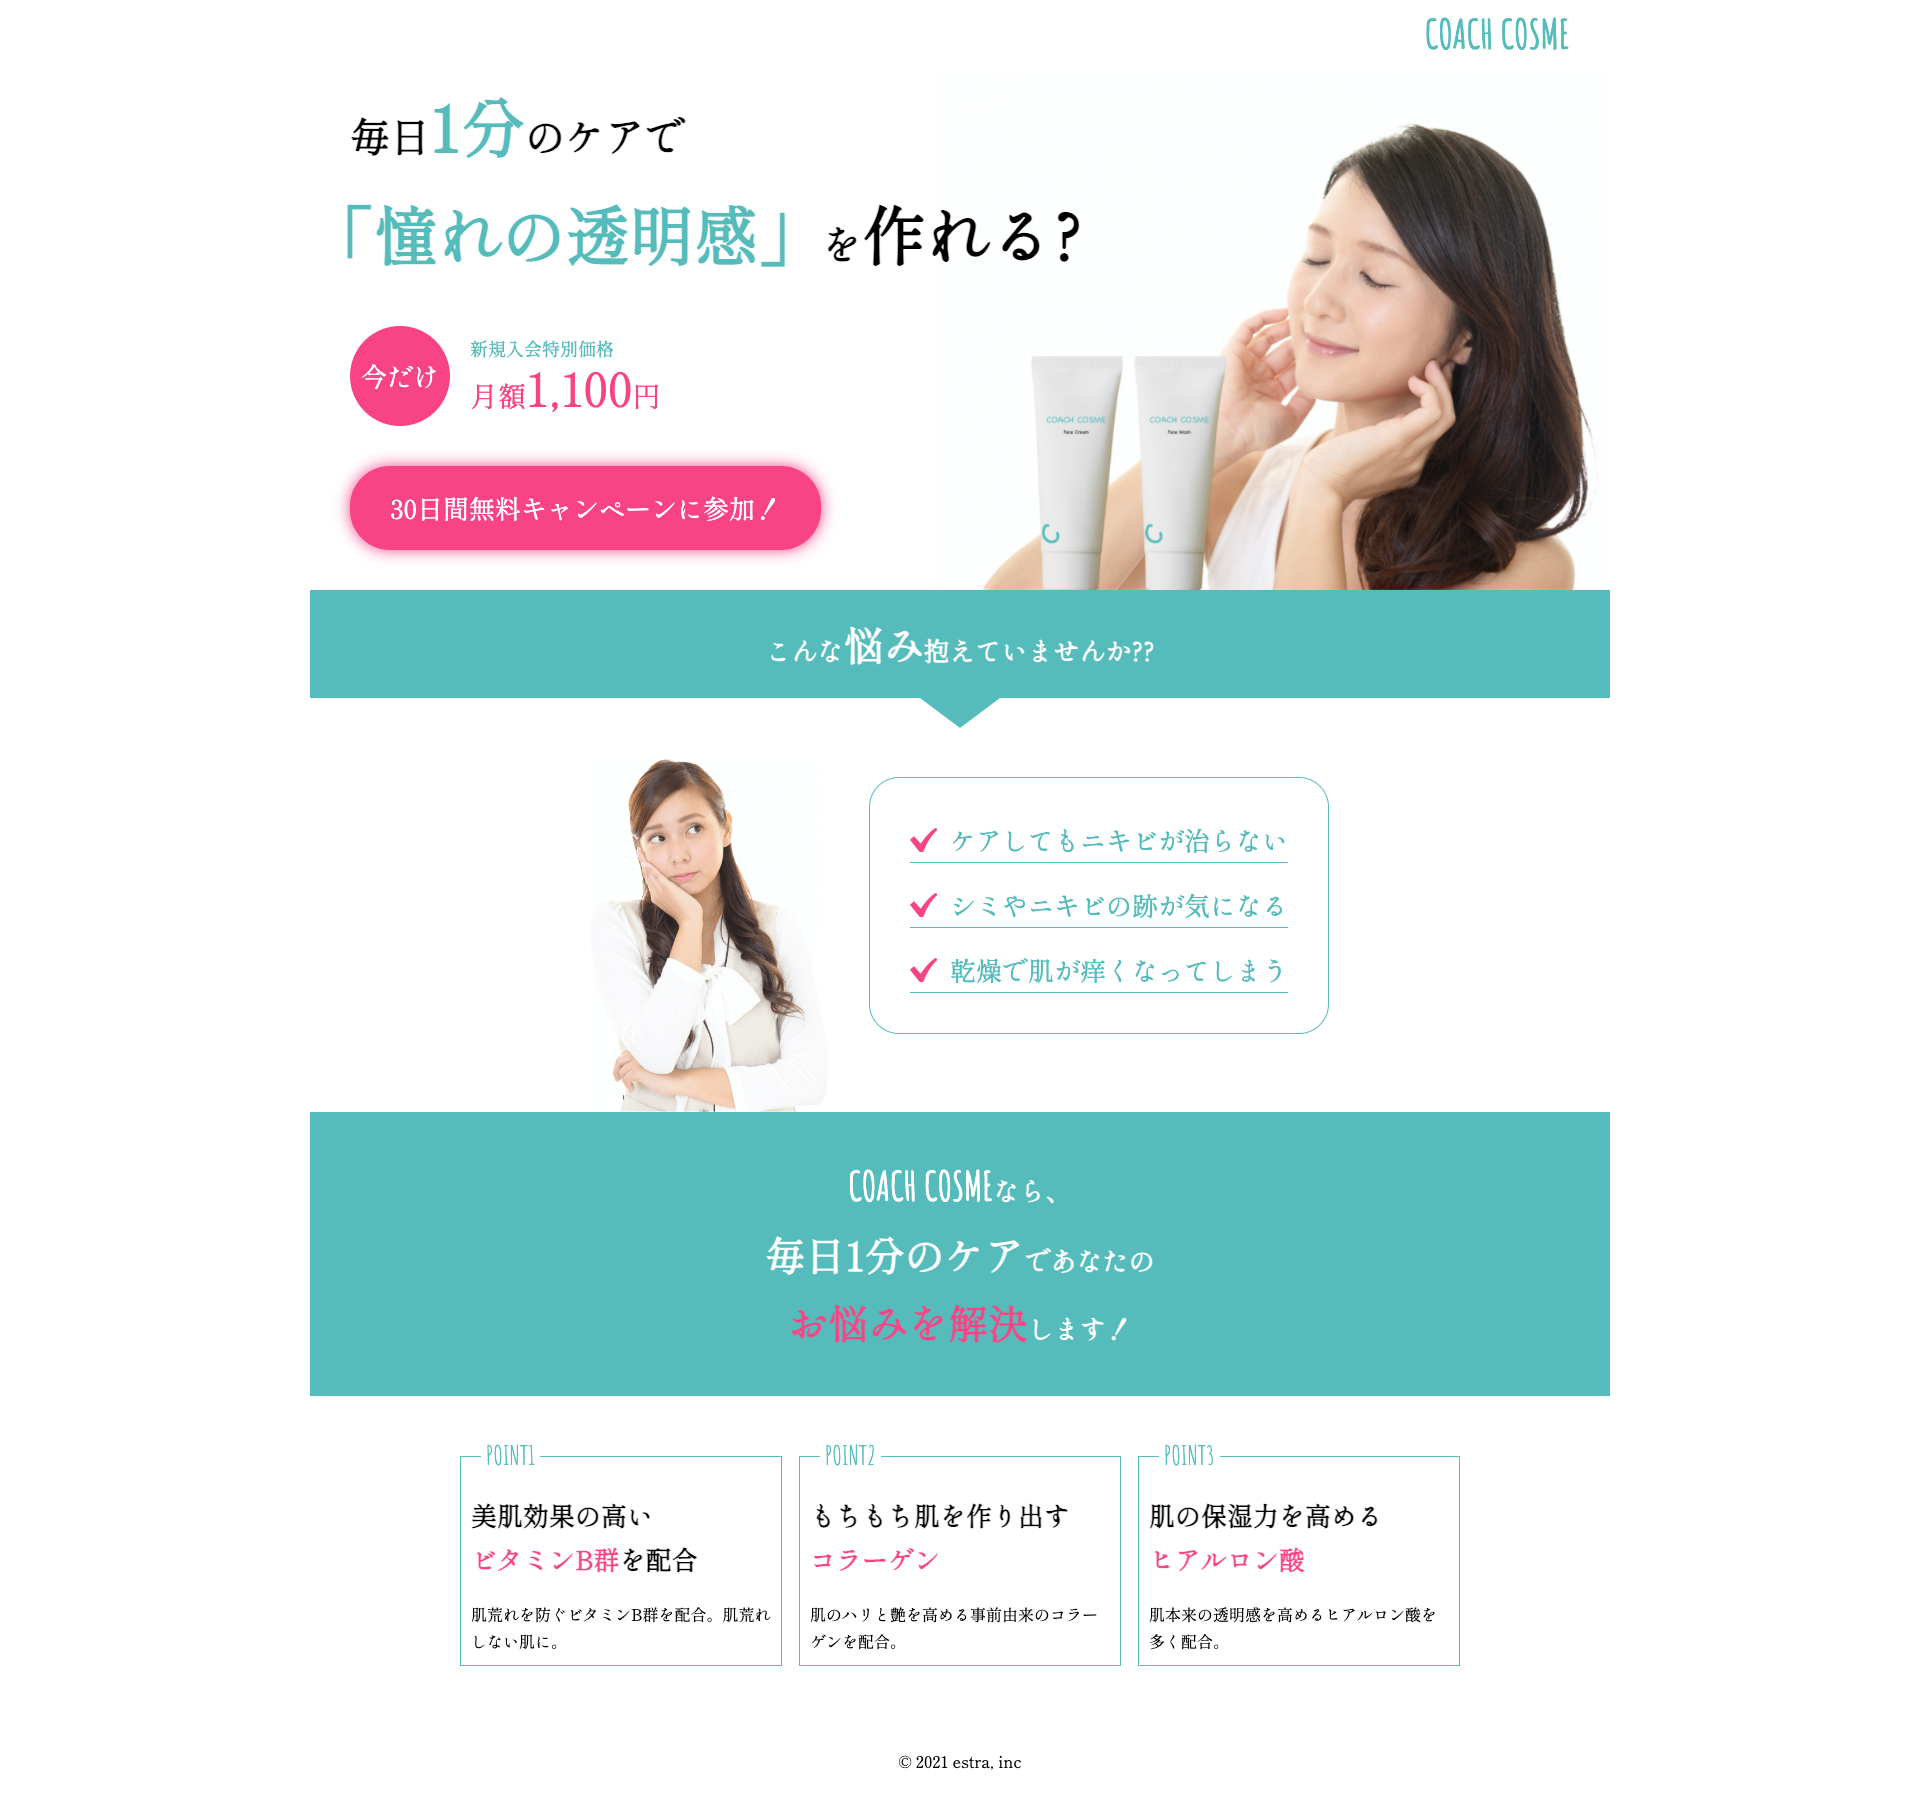 COACH COSME
毎日1分のケアで
「憧れの透明感」を作れる?
今だけ
新規入会特別価格
月額1,100円
COACH COSME
Face Cream
COACH COSME
Face Wash
30日間無料キャンペーンに参加！
こんな悩み抱えていませんか??
ケアしてもニキビが治らない
シミやニキビの跡が気になる
乾燥で肌が痒くなってしまう
COACH COSMEなら、
毎日1分のケアであなたの
お悩みを解決します！
POINT1
美肌効果の高い
ビタミンB群を配合
肌荒れを防ぐビタミンB群を配合。肌荒れ
しない肌に。
POINT2
もちもち肌を作り出す
コラーゲン
肌のハリと艶を高める事前由来のコラー
ゲンを配合。
POINT3
肌の保湿力を高める
ヒアルロン酸
肌本来の透明感を高めるヒアルロン酸を
多く配合。
© 2021 estra, inc